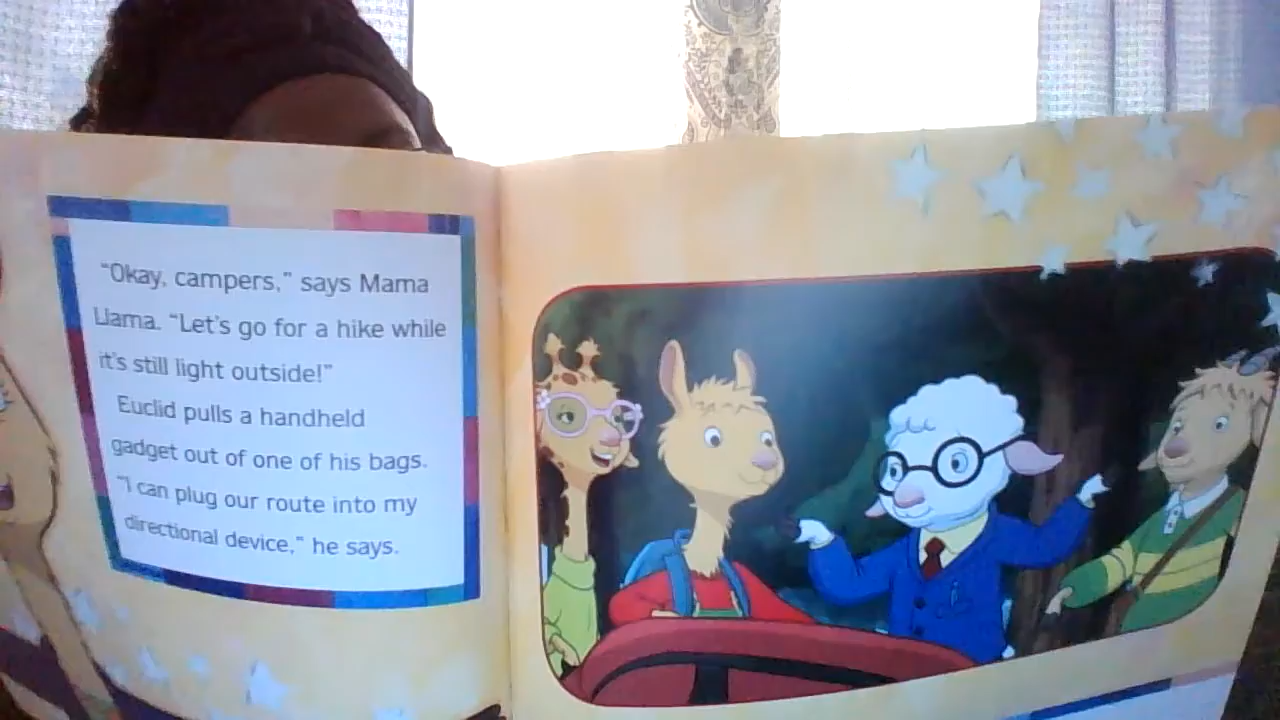 “Okay, campers,” says Mama
Llama. “Let’s go for a hike while
it’s still light outside!”
Euclid pulls a handheld
gadget out of one of his bags.
“I can plug our route into my
directional device,” he says.